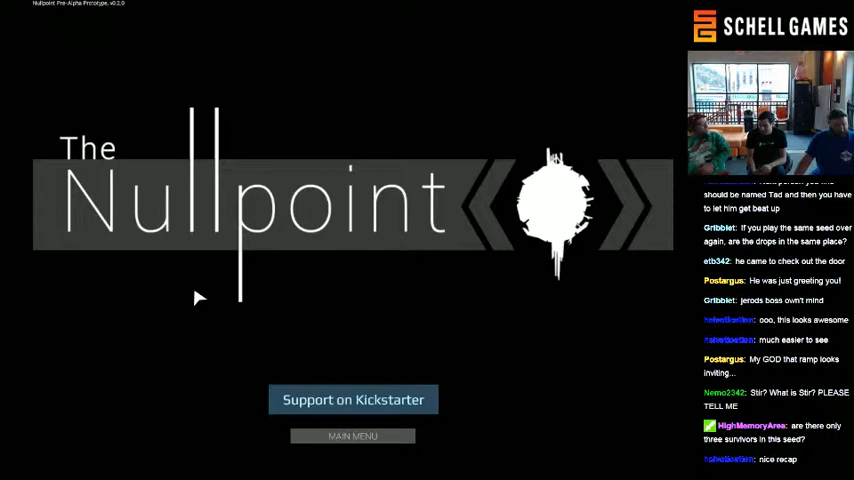 Nullpoint Pre-Alpha Prototype, v0.2.0
SCHELL GAMES
The
Nullpoint
Support on Kickstarter
MAIN MENU
should be named Tad and then you have
to let him get beat up
Gribblet: If you play the same seed over
again, are the drops in the same place?
etb342: he came to check out the door
Postargus: He was just greeting you!
Gribblet: jerods boss own't mind
: ooo, this looks awesome
: much easier to see
Postargus: My GOD that ramp looks
inviting...
Nemo2342: Stir? What is Stir? PLEASE
TELL ME
HighMemoryArea: are there only
three survivors in this seed?
: nice recap